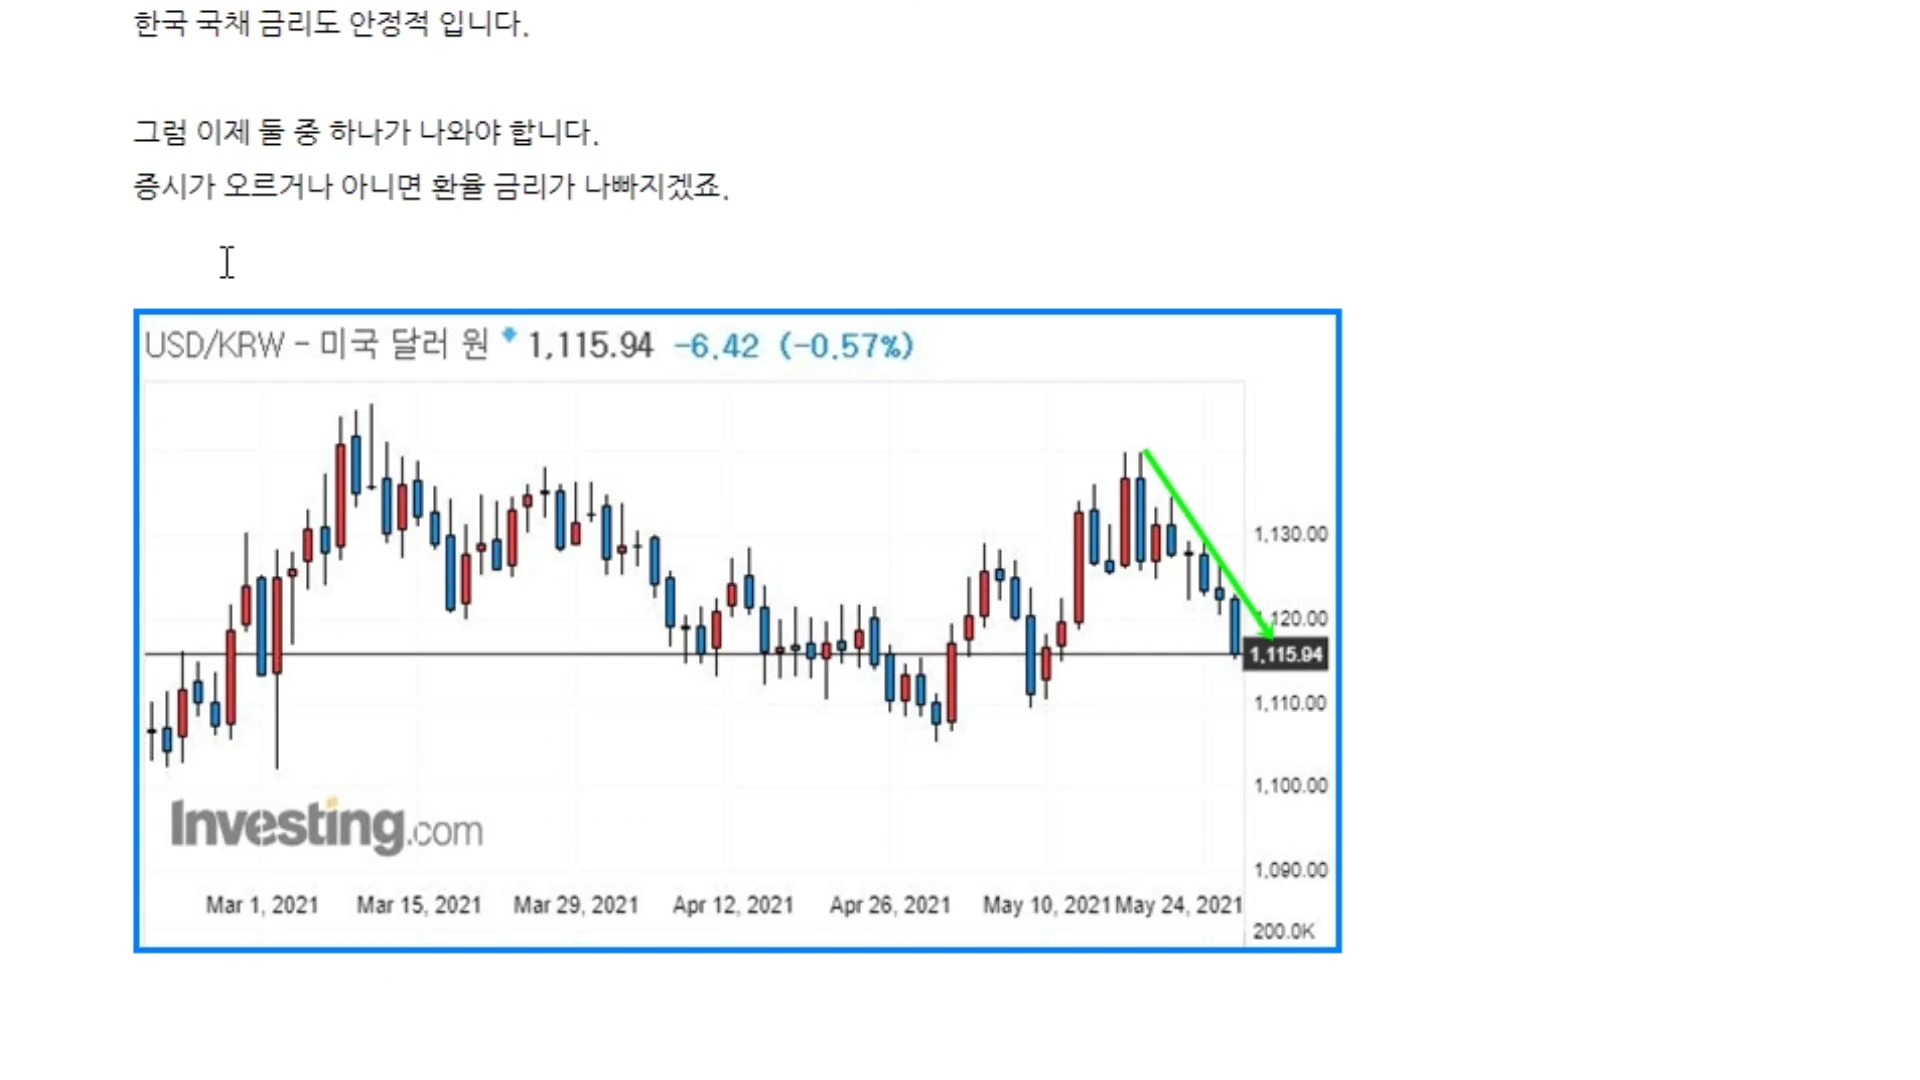 한국 국채 금리도 안정적 입니다.
그럼 이제 둘 중 하나가 나와야 합니다.
증시가 오르거나 아니면 환율 금리가 나빠지겠죠.
USD/KRW - 미국 달러 원 1,115.94 -6.42 (-0.57%)
1,130.00
120.00
1,115.94
1,110.00
1,100.00
1,090.00
Investing.com
Mar 1, 2021 Mar 15, 2021 Mar 29, 2021 Apr 12, 2021 Apr 26, 2021 May 10, 2021 May 24, 2021
200.0K